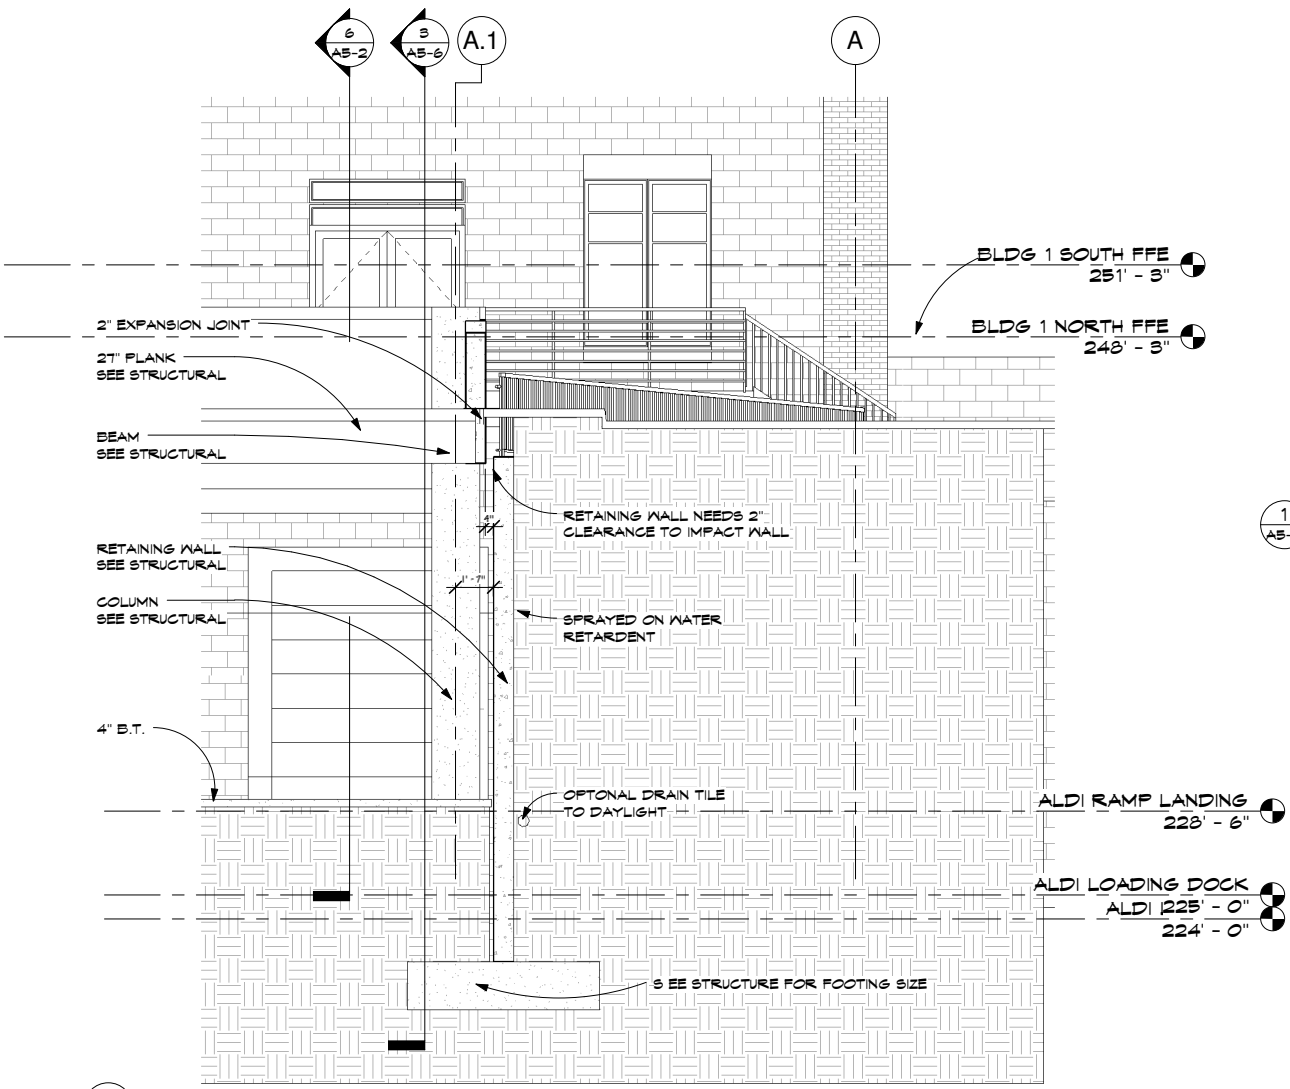 6
A5-2
3
A5-6
A.1
A
BLDG 1 SOUTH FFE
251' - 3"
BLDG 1 NORTH FFE
248' - 3"
2" EXPANSION JOINT
27" PLANK
SEE STRUCTURAL
BEAM
SEE STRUCTURAL
RETAINING WALL NEEDS 2"
CLEARANCE TO IMPACT WALL
4"
1
A5-
RETAINING WALL
SEE STRUCTURAL
1' -7"
COLUMN
SEE STRUCTURAL
SPRAYED ON WATER
RETARDENT
4" B.T.
OPTONAL DRAIN TILE
TO DAYLIGHT
ALDI RAMP LANDING
228' - 6"
ALDI LOADING DOCK
225' - 0"
ALDI
224' - 0"
S EE STRUCTURE FOR FOOTING SIZE